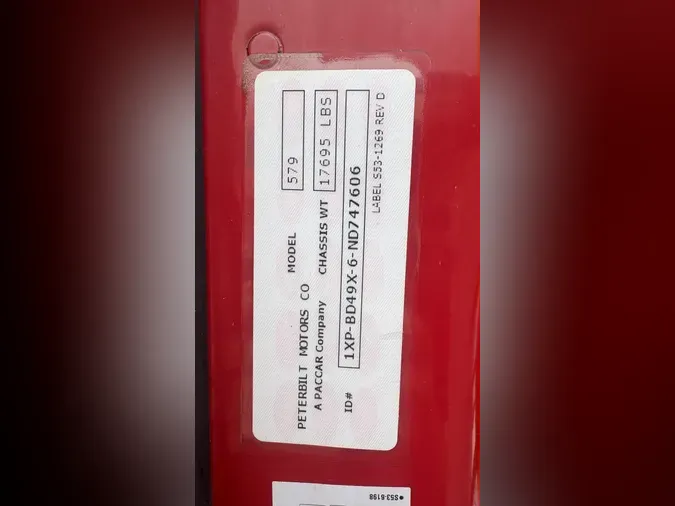 PETERBILT MOTORS CO MODEL 579
A PACCAR Company CHASSIS WT 17695 LBS
ID# 1XP-BD49X-6-ND747606
LABEL S53-1269 REV D
• S53-6198